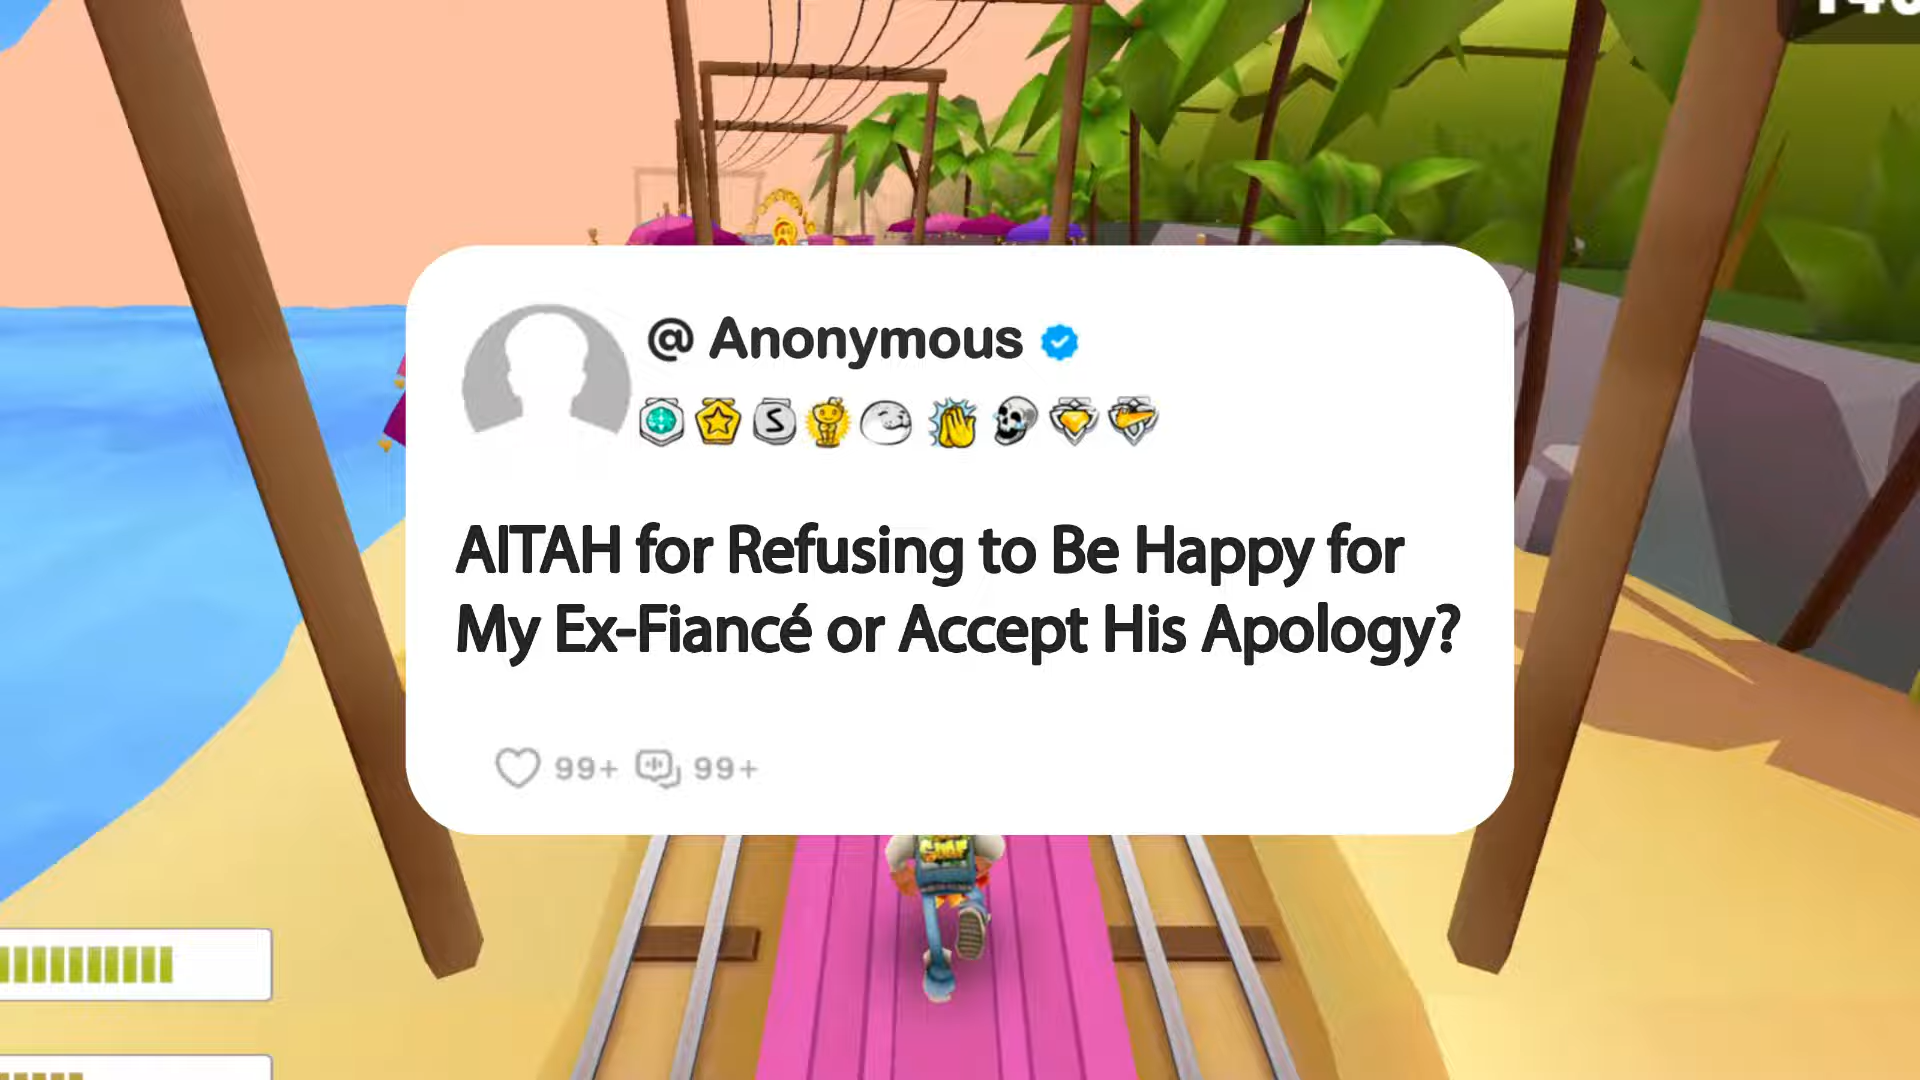 @ Anonymous
AITAH for Refusing to Be Happy for
My Ex-Fiancé or Accept His Apology?
99+ 99+